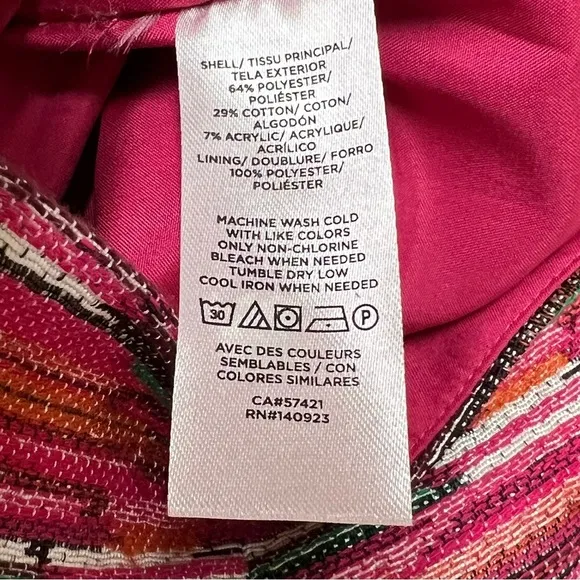 SHELL/ TISSU PRINCIPAL/
TELA EXTERIOR
64% POLYESTER/
POLIÉSTER
29% COTTON/ COTON/
ALGODÓN
7% ACRYLIC/ ACRYLIQUE/
ACRÍLICO
LINING/ DOUBLURE/ FORRO
100% POLYESTER/
POLIÉSTER
MACHINE WASH COLD
WITH LIKE COLORS
ONLY NON-CHLORINE
BLEACH WHEN NEEDED
TUMBLE DRY LOW
COOL IRON WHEN NEEDED
30 P
AVEC DES COULEURS
SEMBLABLES / CON
COLORES SIMILARES
CA#57421
RN#140923